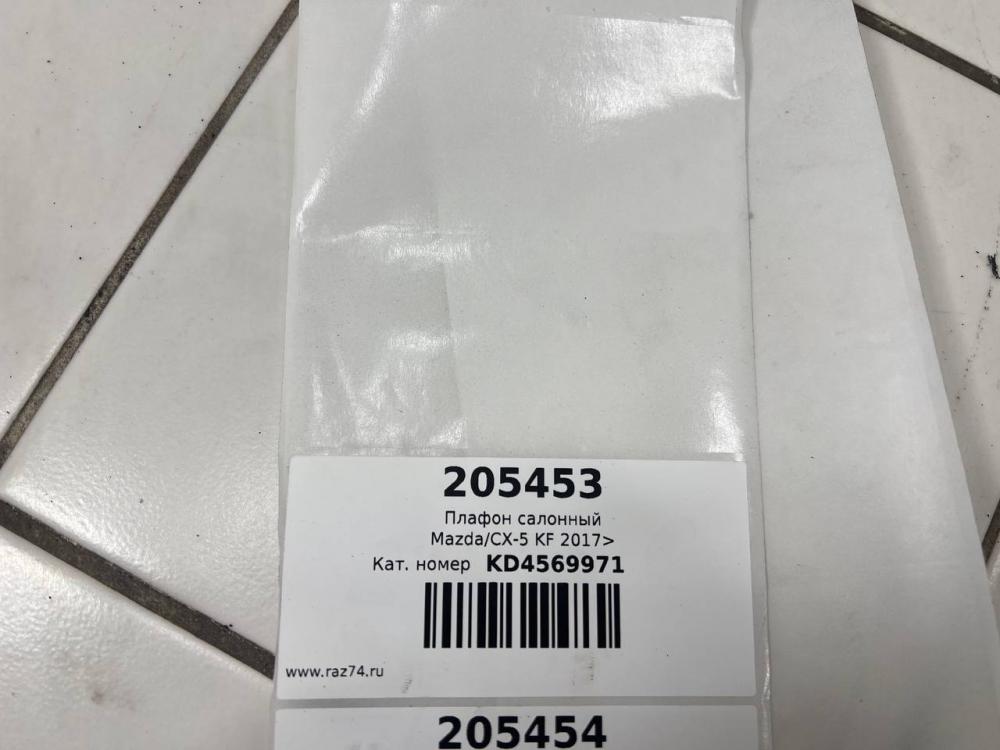 205453
Плафон салонный
Mazda/CX-5 KF 2017>
Кат. номер KD4569971
www.raz74.ru
205454